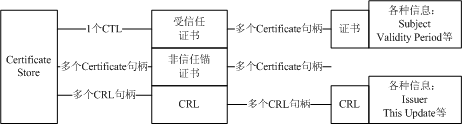 Certificate
Store
1个CTL
多个Certificate句柄
多个CRL句柄
受信任
证书
非信任锚
证书
CRL
多个Certificate句柄
多个Certificate句柄
多个CRL句柄
证书
CRL
各种信息：
Subject
Validity Period等
各种信息：
Issuer
This Update等